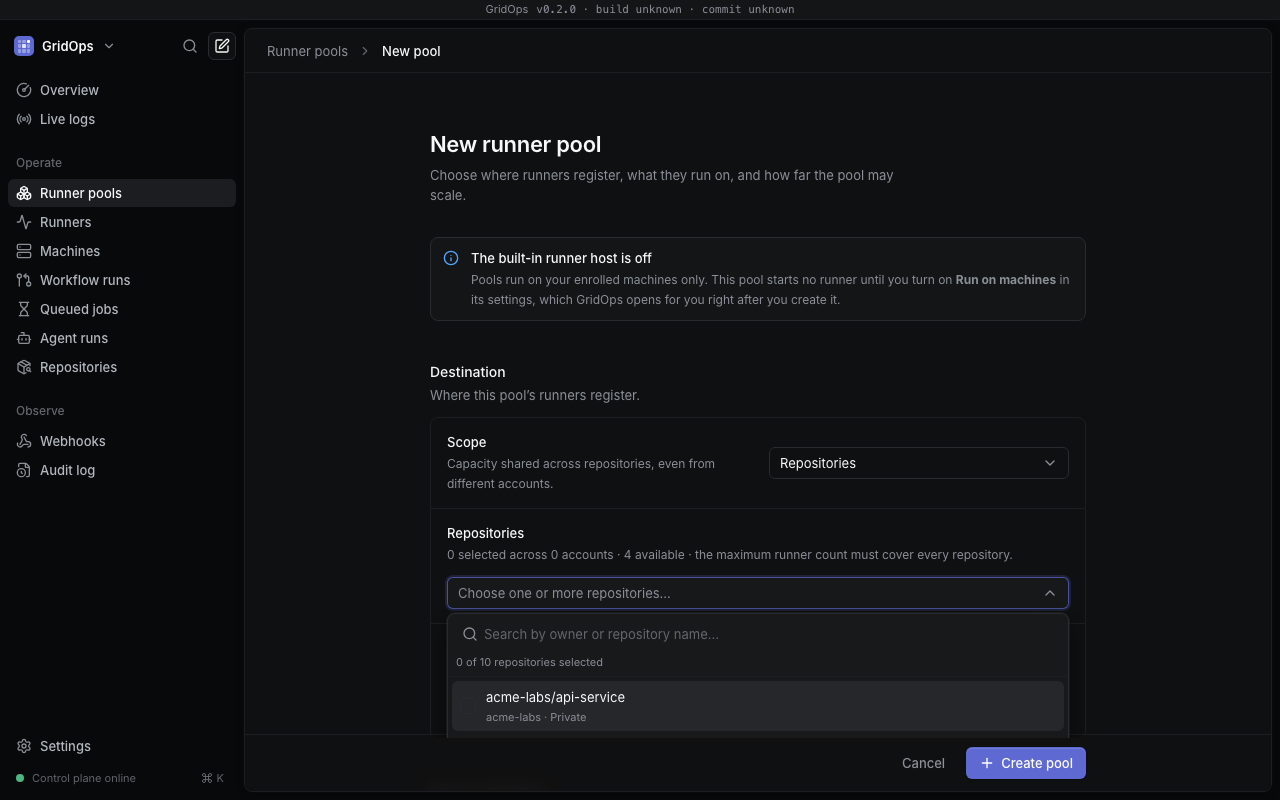 GridOps v0.2.0 · build unknown · commit unknown
GridOps
Runner pools
New pool
Overview
Live logs
Operate
Runner pools
Runners
Machines
Workflow runs
Queued jobs
Agent runs
Repositories
Observe
Webhooks
Audit log
Settings
Control plane online
⌘ K
New runner pool
Choose where runners register, what they run on, and how far the pool may
scale.
The built-in runner host is off
Pools run on your enrolled machines only. This pool starts no runner until you turn on Run on machines in
its settings, which GridOps opens for you right after you create it.
Destination
Where this pool’s runners register.
Scope
Capacity shared across repositories, even from
different accounts.
Repositories
Repositories
0 selected across 0 accounts · 4 available · the maximum runner count must cover every repository.
Choose one or more repositories...
Search by owner or repository name...
0 of 10 repositories selected
acme-labs/api-service
acme-labs · Private
Cancel
Create pool